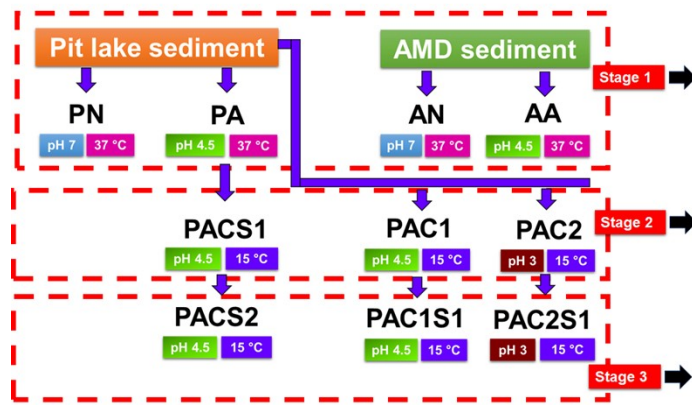 Pit lake sediment AMD sediment
Stage 1
PN PA AN AA
pH 7 37 °C pH 4.5 37 °C pH 7 37 °C pH 4.5 37 °C
Stage 2
PACS1 PAC1 PAC2
pH 4.5 15 °C pH 4.5 15 °C pH 3 15 °C
PACS2 PAC1S1 PAC2S1
pH 4.5 15 °C pH 4.5 15 °C pH 3 15 °C
Stage 3